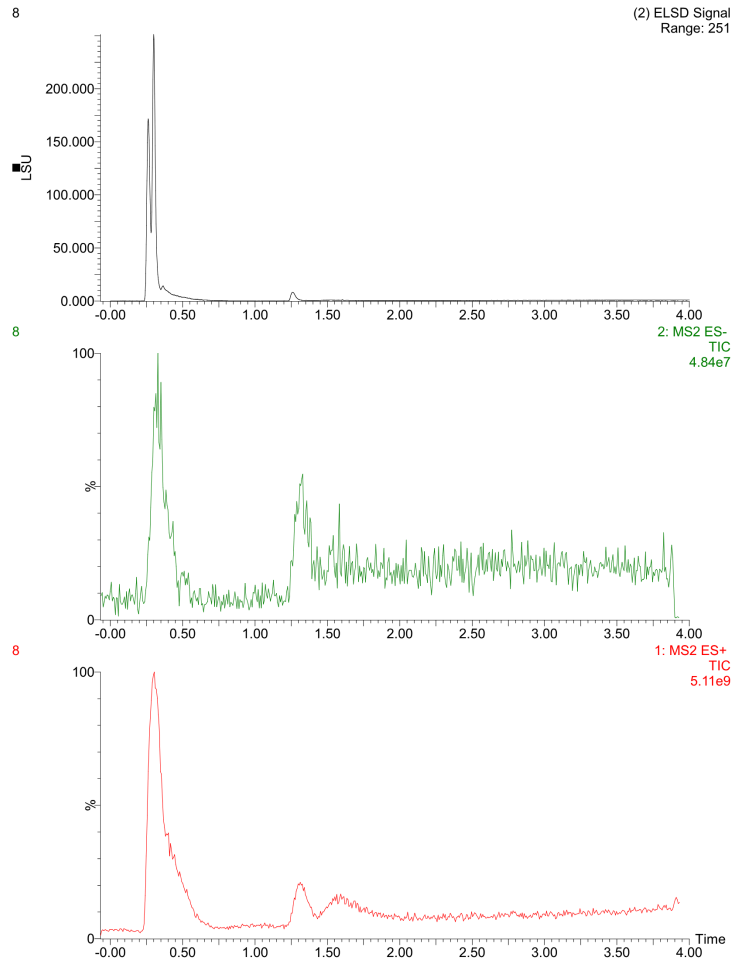 8
(2) ELSD Signal
Range: 251
200.000
150.000
100.000
50.000
0.000
LSU
-0.00 0.50 1.00 1.50 2.00 2.50 3.00 3.50 4.00
8
2: MS2 ES-
TIC
4.84e7
100
%
0
-0.00 0.50 1.00 1.50 2.00 2.50 3.00 3.50 4.00
8
1: MS2 ES+
TIC
5.11e9
100
%
0
Time
-0.00 0.50 1.00 1.50 2.00 2.50 3.00 3.50 4.00